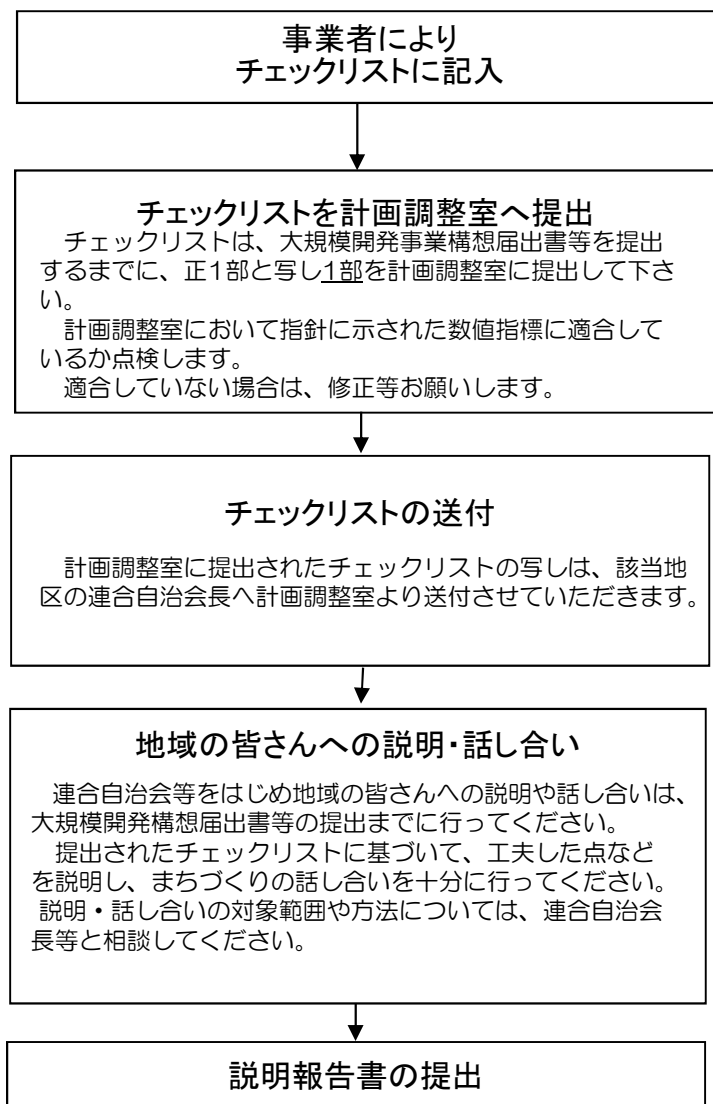 事業者により
チェックリストに記入
チェックリストを計画調整室へ提出
チェックリストは、大規模開発事業構想届出書等を提出
するまでに、正1部と写し1部を計画調整室に提出して下さ
い。
計画調整室において指針に示された数値指標に適合して
いるか点検します。
適合していない場合は、修正等お願いします。
チェックリストの送付
計画調整室に提出されたチェックリストの写しは、該当地
区の連合自治会長へ計画調整室より送付させていただきます。
地域の皆さんへの説明・話し合い
連合自治会等をはじめ地域の皆さんへの説明や話し合いは、
大規模開発構想届出書等の提出までに行ってください。
提出されたチェックリストに基づいて、工夫した点など
を説明し、まちづくりの話し合いを十分に行ってください。
説明・話し合いの対象範囲や方法については、連合自治会
長等と相談してください。
説明報告書の提出